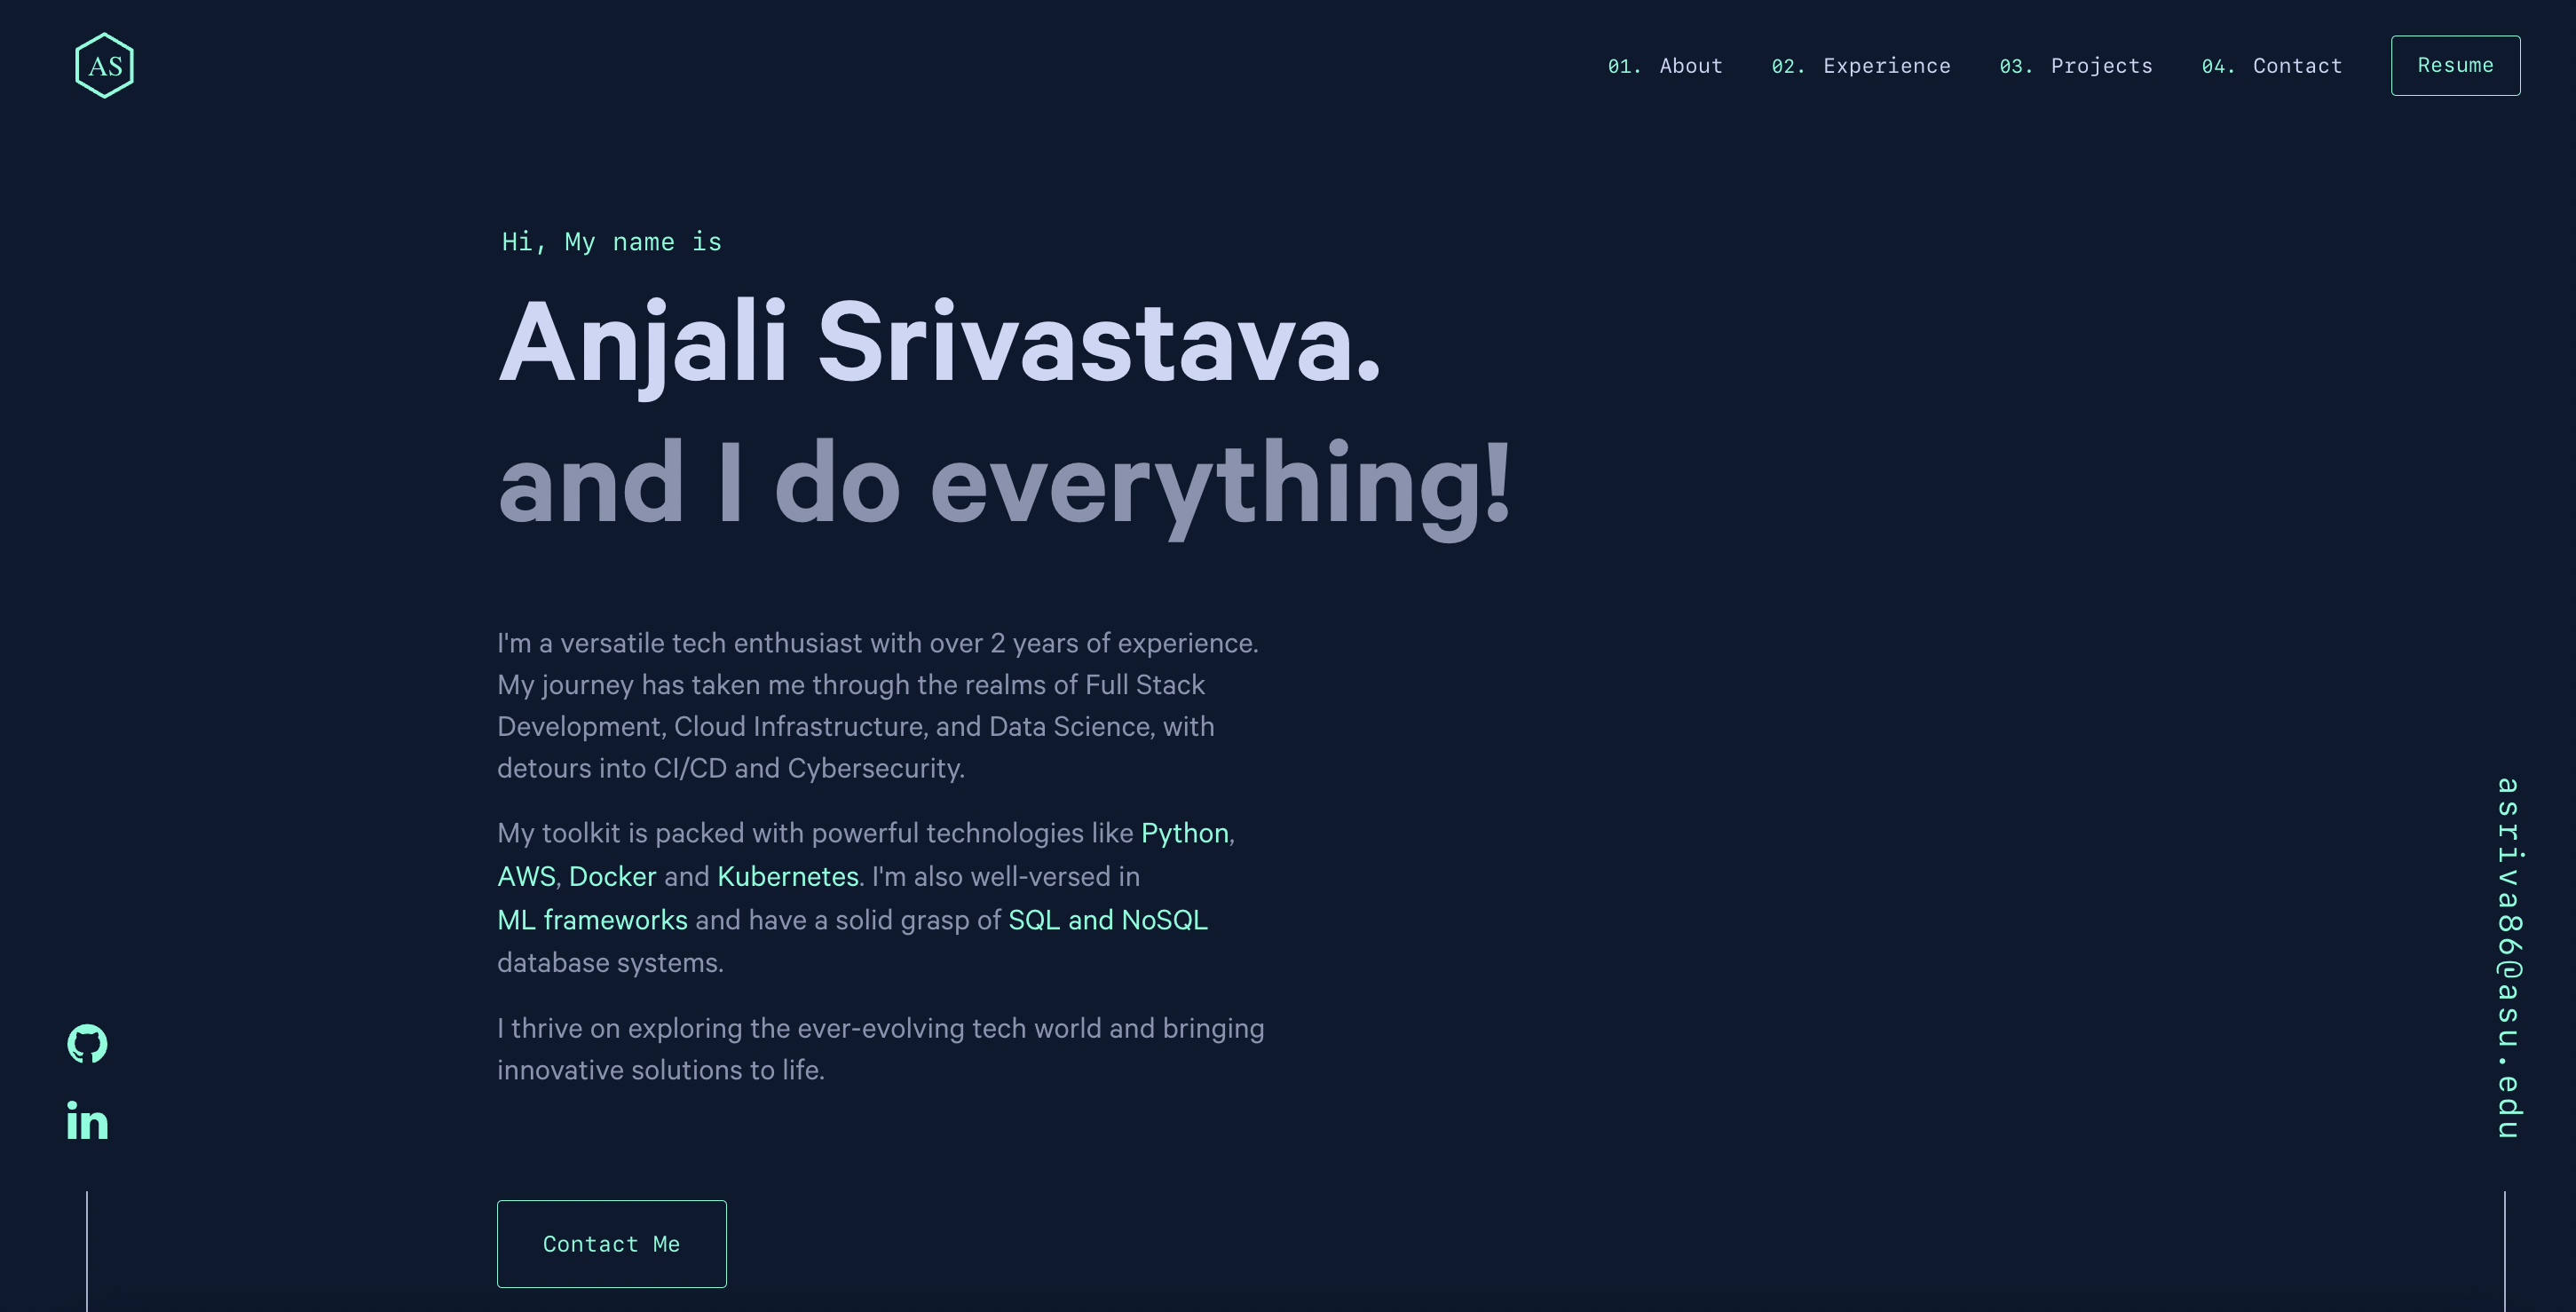 AS
01. About 02. Experience 03. Projects 04. Contact Resume
Hi, My name is
Anjali Srivastava.
and I do everything!
I'm a versatile tech enthusiast with over 2 years of experience.
My journey has taken me through the realms of Full Stack
Development, Cloud Infrastructure, and Data Science, with
detours into CI/CD and Cybersecurity.
My toolkit is packed with powerful technologies like Python,
AWS, Docker and Kubernetes. I'm also well-versed in
ML frameworks and have a solid grasp of SQL and NoSQL
database systems.
I thrive on exploring the ever-evolving tech world and bringing
innovative solutions to life.
in
Contact Me
asriva86@asu.edu